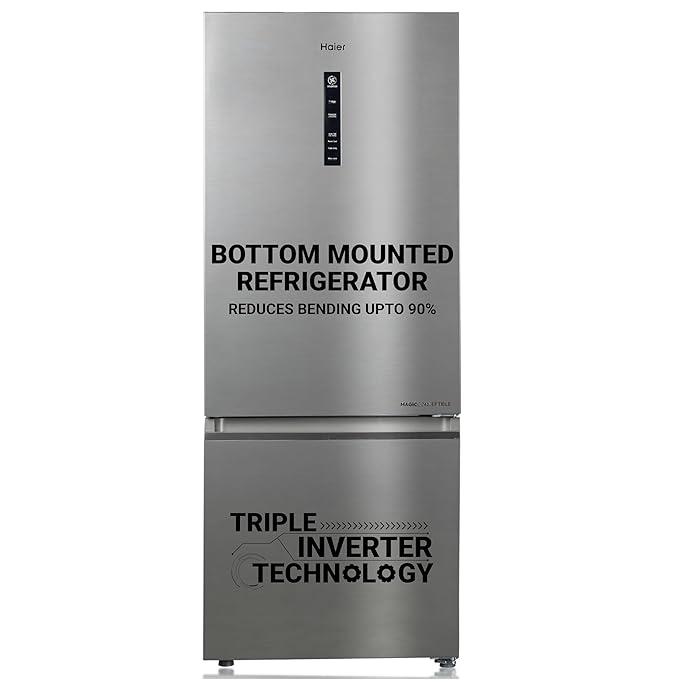 Haier
BOTTOM MOUNTED
REFRIGERATOR
REDUCES BENDING UPTO 90%
TRIPLE
INVERTER
TECHNOLOGY